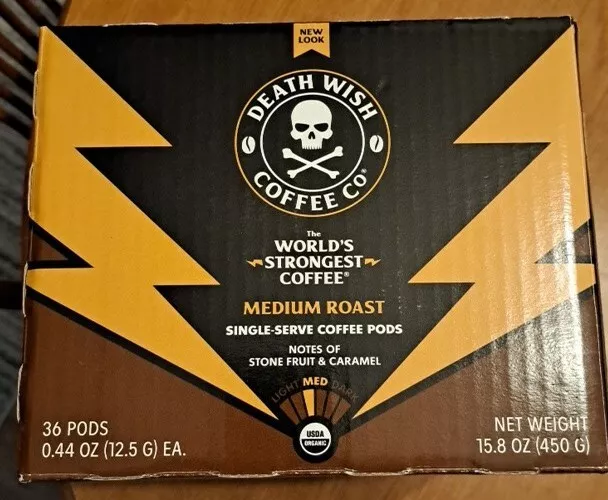 NEW
LOOK
DEATH WISH
COFFEE CO®
The
WORLD'S
STRONGEST
COFFEE®
MEDIUM ROAST
SINGLE-SERVE COFFEE PODS
NOTES OF
STONE FRUIT & CARAMEL
LIGHT MED DARK
USDA
ORGANIC
36 PODS
0.44 OZ (12.5 G) EA.
NET WEIGHT
15.8 OZ (450 G)